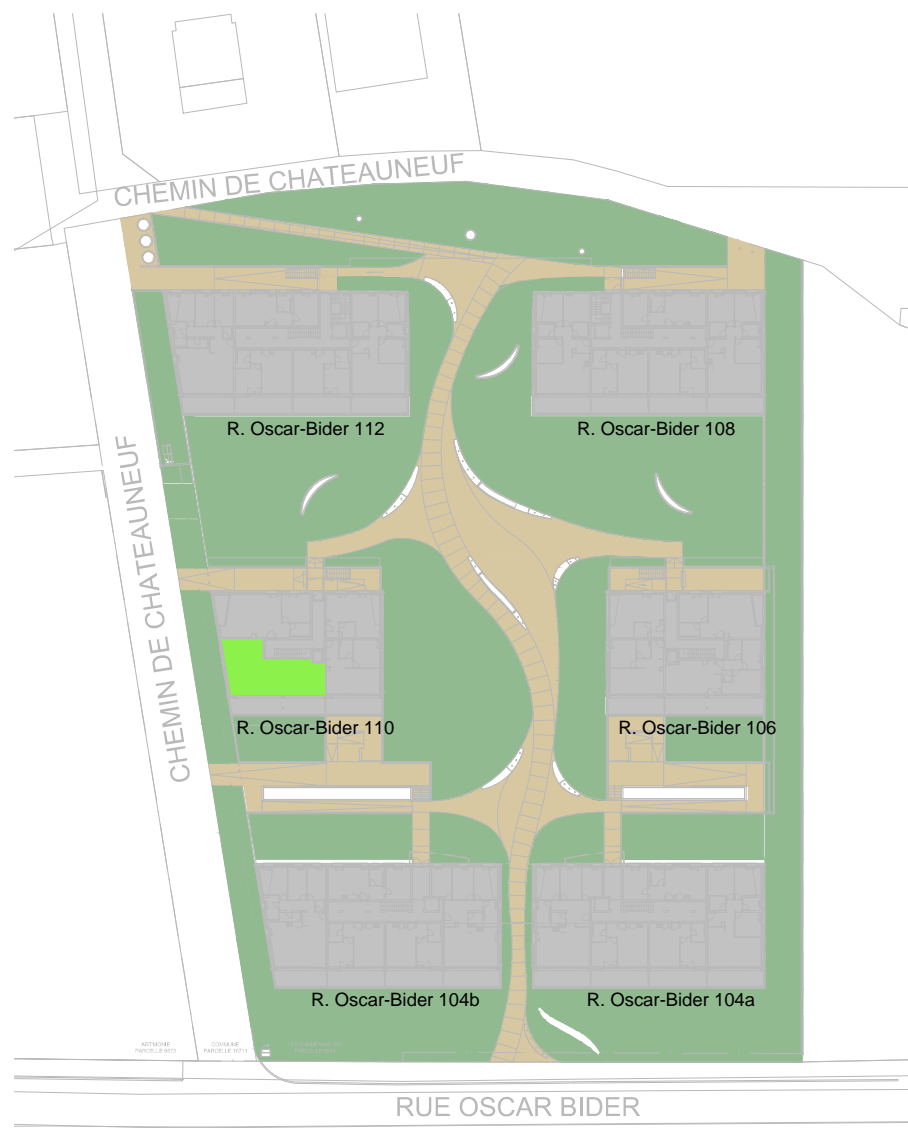 CHEMIN DE CHATEAUNEUF
R. Oscar-Bider 112
R. Oscar-Bider 108
CHEMIN DE CHATEAUNEUF
R. Oscar-Bider 110
R. Oscar-Bider 106
R. Oscar-Bider 104b
R. Oscar-Bider 104a
COMMUNE
RUE OSCAR BIDER